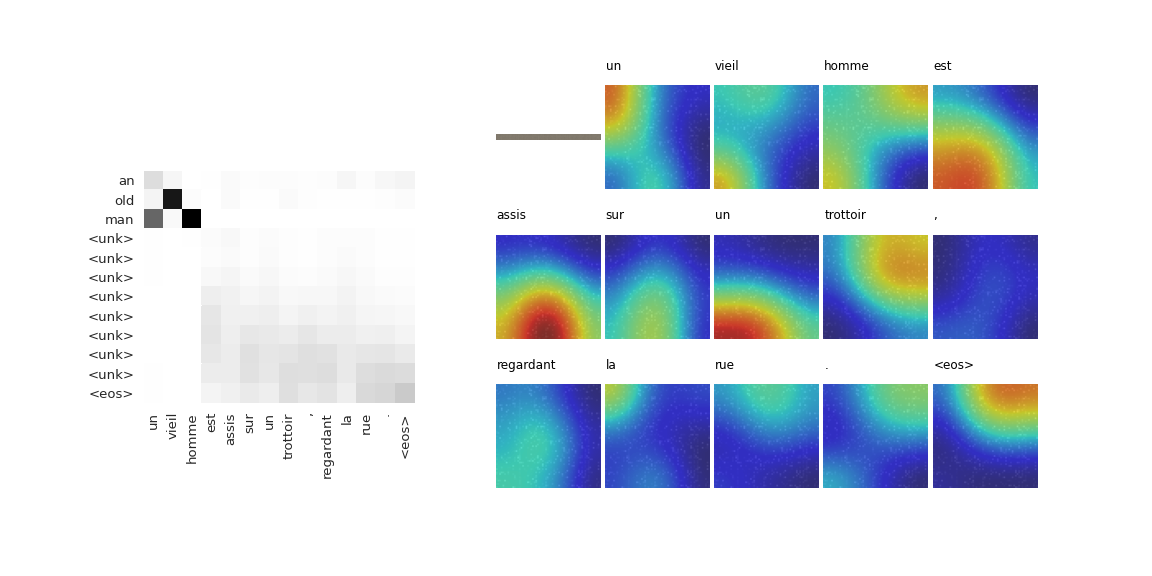 an
old
man
<unk>
<unk>
<unk>
<unk>
<unk>
<unk>
<unk>
<unk>
<eos>
un
vieil
homme
est
assis
sur
un
trottoir
,
regardant
la
rue
.
<eos>
un vieil homme est
assis sur un trottoir ,
regardant la rue . <eos>